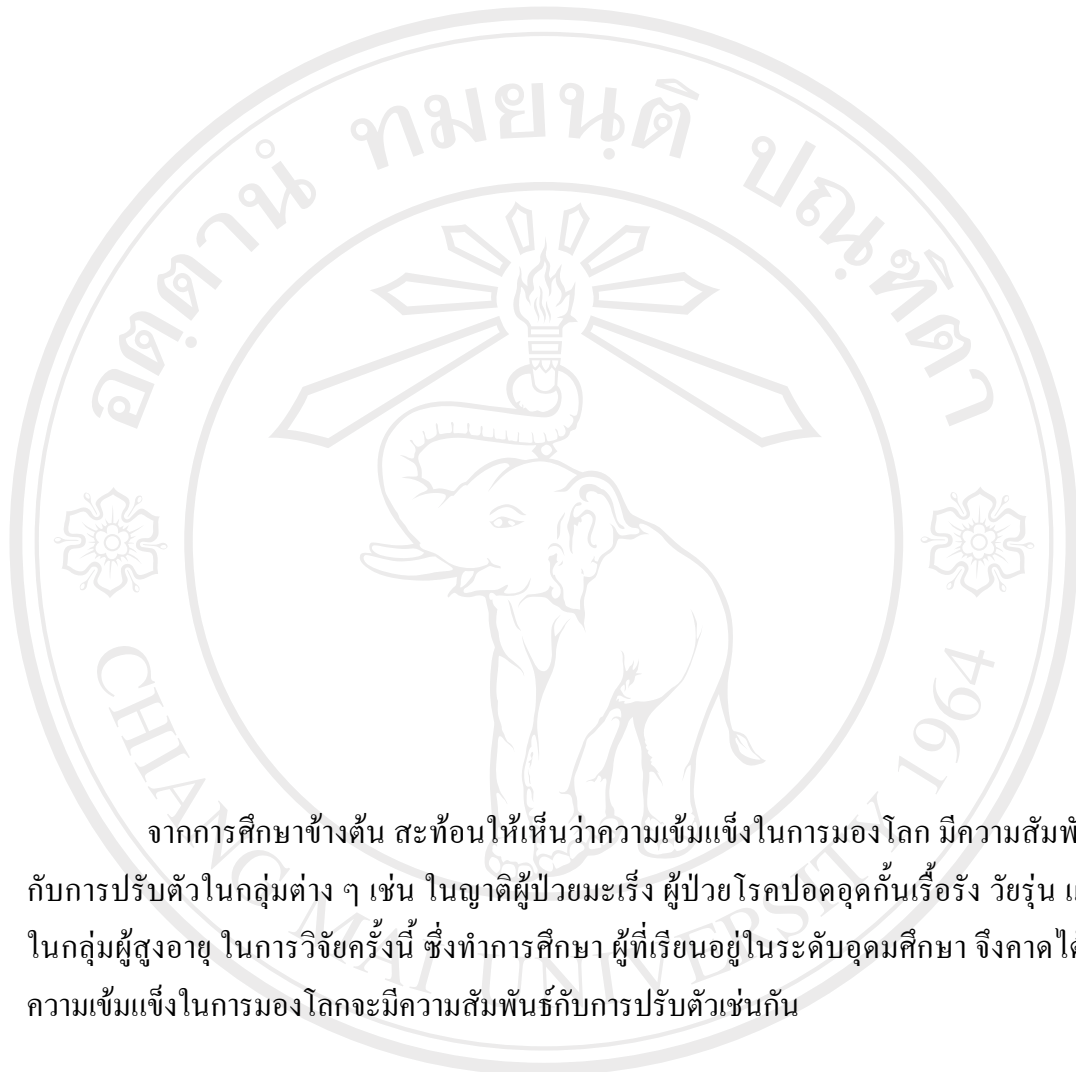 อตฺตานํ ทมยนฺติ ปณฺฑิตา
CHIANG MAI UNIVERSITY 1964
จากการศึกษาข้างต้น สะท้อนให้เห็นว่าความเข้มแข็งในการมองโลก มีความสัมพั
กับการปรับตัวในกลุ่มต่าง ๆ เช่น ในญาติผู้ป่วยมะเร็ง ผู้ป่วยโรคปอดอุดกั้นเรื้อรัง วัยรุ่น แ
ในกลุ่มผู้สูงอายุ ในการวิจัยครั้งนี้ ซึ่งทำการศึกษา ผู้ที่เรียนอยู่ในระดับอุดมศึกษา จึงคาดได้
ความเข้มแข็งในการมองโลกจะมีความสัมพันธ์กับการปรับตัวเช่นกัน